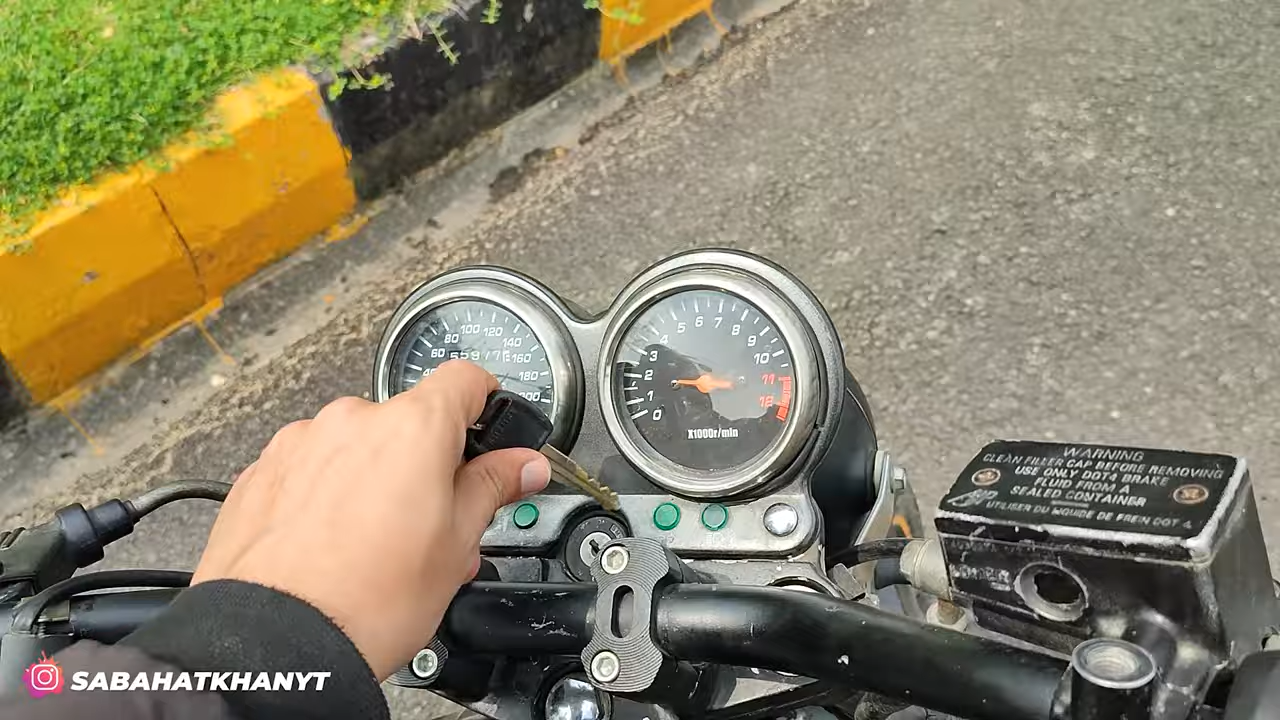 60 80 100 120 140 160 180
0 1 2 3 4 5 6 7 8 9 10 11 12
X1000r/min
WARNING
CLEAN FILLER CAP BEFORE REMOVING
USE ONLY DOT4 BRAKE
FLUID FROM A
SEALED CONTAINER
UTILISER DU LIQUIDE DE FREIN DOT 4
SABAHATKHANYT